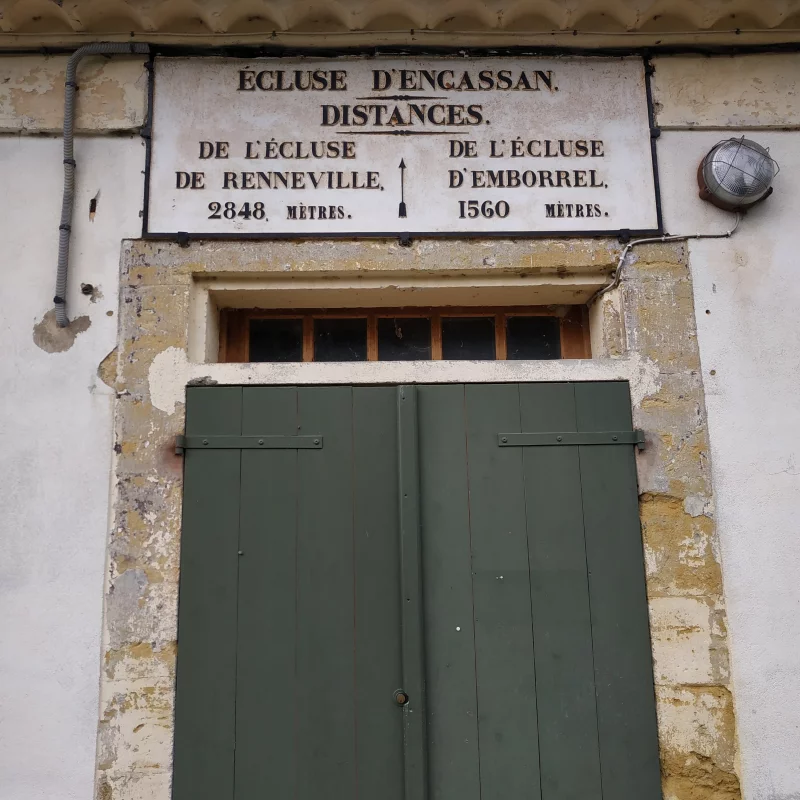 ÉCLUSE D'ENCASSAN.
DISTANCES.
DE L'ÉCLUSE
DE RENNEVILLE,
2848, MÈTRES.
DE L'ÉCLUSE
D'EMBORREL,
1560 MÈTRES.